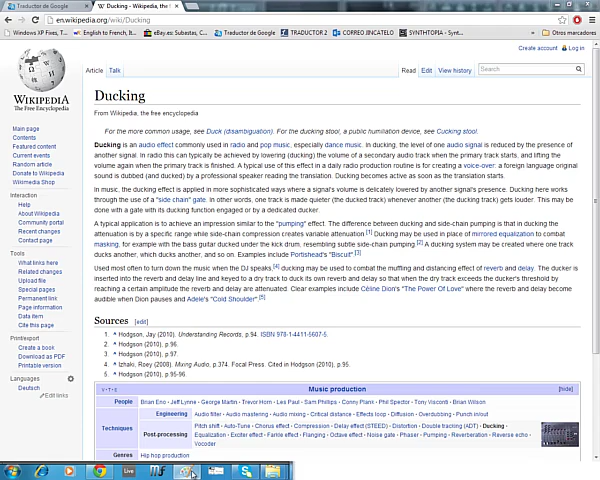 Traductor de Google
Ducking - Wikipedia, the f
en.wikipedia.org/wiki/Ducking
Windows XP Fixes, T... English to French, It... eBay.es: Subastas, C... Traductor de Google TRADUCTOR 2 CORREO JINCATELO SYNTHTOPIA - Synt... » Otros marcadores
Create account Log in
WIKIPEDIA
The Free Encyclopedia
Article Talk Read Edit View history Search
Main page
Contents
Featured content
Current events
Random article
Donate to Wikipedia
Wikimedia Shop
Interaction
Help
About Wikipedia
Community portal
Recent changes
Contact page
Tools
What links here
Related changes
Upload file
Special pages
Permanent link
Page information
Data item
Cite this page
Print/export
Create a book
Download as PDF
Printable version
Languages
Deutsch
Edit links
Ducking
From Wikipedia, the free encyclopedia
For the more common usage, see Duck (disambiguation). For the ducking stool, a public humiliation device, see Cucking stool.
Ducking is an audio effect commonly used in radio and pop music, especially dance music. In ducking, the level of one audio signal is reduced by the presence of
another signal. In radio this can typically be achieved by lowering (ducking) the volume of a secondary audio track when the primary track starts, and lifting the
volume again when the primary track is finished. A typical use of this effect in a daily radio production routine is for creating a voice-over: a foreign language original
sound is dubbed (and ducked) by a professional speaker reading the translation. Ducking becomes active as soon as the translation starts.
In music, the ducking effect is applied in more sophisticated ways where a signal's volume is delicately lowered by another signal's presence. Ducking here works
through the use of a "side chain" gate. In other words, one track is made quieter (the ducked track) whenever another (the ducking track) gets louder. This may be
done with a gate with its ducking function engaged or by a dedicated ducker.
A typical application is to achieve an impression similar to the "pumping" effect. The difference between ducking and side-chain pumping is that in ducking the
attenuation is by a specific range while side-chain compression creates variable attenuation.[1] Ducking may be used in place of mirrored equalization to combat
masking, for example with the bass guitar ducked under the kick drum, resembling subtle side-chain pumping.[2] A ducking system may be created where one track
ducks another, which ducks another, and so on. Examples include Portishead's "Biscuit".[3]
Used most often to turn down the music when the DJ speaks,[4] ducking may be used to combat the muffling and distancing effect of reverb and delay. The ducker is
inserted into the reverb and delay line and keyed to a dry track to duck its own reverb and delay so that when the dry track exceeds the ducker's threshold by
reaching a certain amplitude the reverb and delay are attenuated. Clear examples include Céline Dion's "The Power Of Love" where the reverb and delay become
audible when Dion pauses and Adele's "Cold Shoulder".[5]
Sources [edit]
1. ^ Hodgson, Jay (2010). Understanding Records, p.94. ISBN 978-1-4411-5607-5.
2. ^ Hodgson (2010), p.96.
3. ^ Hodgson (2010), p.97.
4. ^ Izhaki, Roey (2008). Mixing Audio, p.374. Focal Press. Cited in Hodgson (2010), p.95.
5. ^ Hodgson (2010), p.95-96.
V · T · E Music production [hide]
People Brian Eno · Jeff Lynne · George Martin · Trevor Horn · Les Paul · Sam Phillips · Conny Plank · Phil Spector · Tony Visconti · Brian Wilson
Engineering Audio filter · Audio mastering · Audio mixing · Critical distance · Effects loop · Diffusion · Overdubbing · Punch in/out
Techniques
Post-processing
Pitch shift · Auto-Tune · Chorus effect · Compression · Delay effect (STEED) · Distortion · Double tracking (ADT) · Ducking ·
Equalization · Exciter effect · Farkle effect · Flanging · Octave effect · Noise gate · Phaser · Pumping · Reverberation · Reverse echo ·
Vocoder
Genres Hip hop production
Live